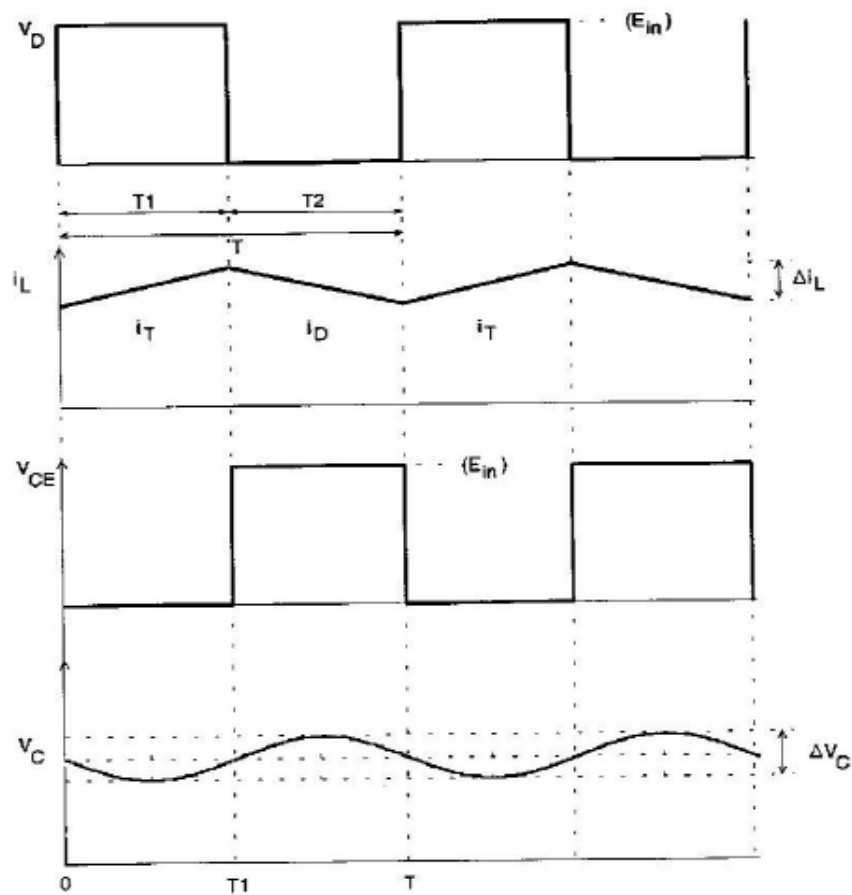 V_D
(E_in)
T1
T2
T
i_L
Δi_L
i_T
i_D
i_T
V_CE
(E_in)
V_C
ΔV_C
0
T1
T